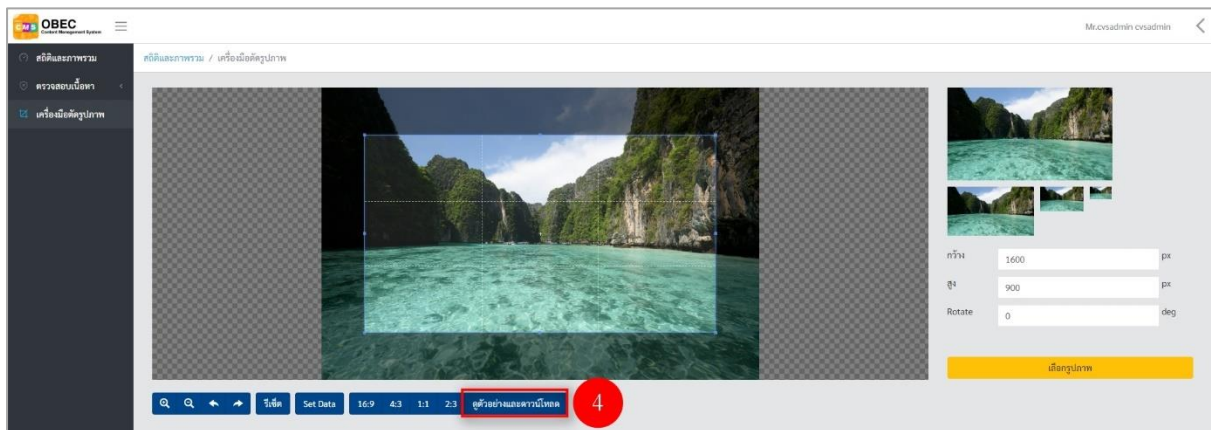 CMS OBEC
Content Management System
Mr.cvsadmin cvsadmin
สถิติและภาพรวม
สถิติและภาพรวม / เครื่องมือตัดรูปภาพ
ตรวจสอบเนื้อหา
เครื่องมือตัดรูปภาพ
กว้าง 1600 px
สูง 900 px
Rotate 0 deg
เลือกรูปภาพ
รีเซ็ต Set Data 16:9 4:3 1:1 2:3 ดูตัวอย่างและดาวน์โหลด 4